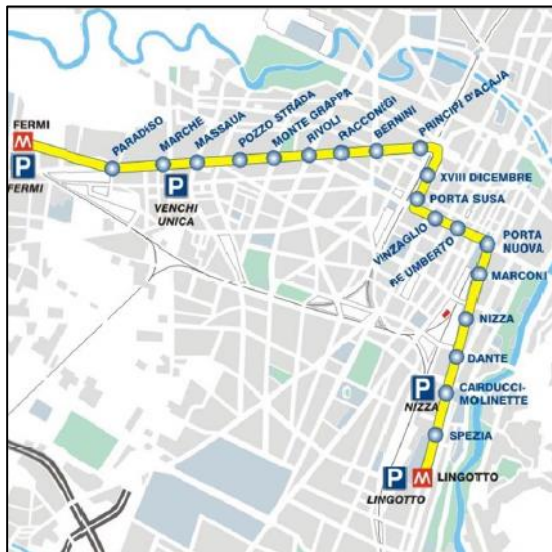 FERMI
M
P
FERMI
PARADISO
MARCHE
MASSAUA
P
VENCHI
UNICA
POZZO STRADA
MONTE GRAPPA
RIVOLI
RACCONIGI
BERNINI
PRINCIPI D'ACAJA
XVIII DICEMBRE
PORTA SUSA
VINZAGLIO
RE UMBERTO
PORTA
NUOVA
MARCONI
NIZZA
DANTE
P
NIZZA
CARDUCCI-
MOLINETTE
SPEZIA
P
LINGOTTO
M
LINGOTTO